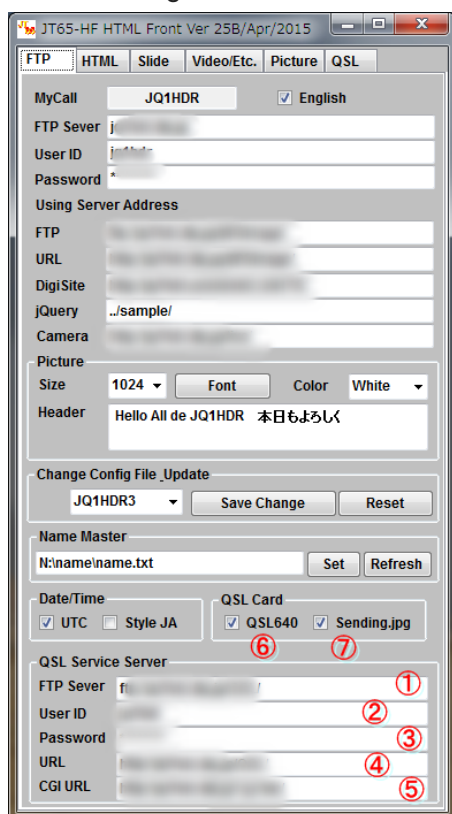 JT65-HF HTML Front Ver 25B/Apr/2015
FTP HTML Slide Video/Etc. Picture QSL
MyCall JQ1HDR English
FTP Sever
User ID
Password *
Using Server Address
FTP
URL
DigiSite
jQuery ../sample/
Camera
Picture
Size 1024 Font Color White
Header Hello All de JQ1HDR 本日もよろしく
Change Config File _Update
JQ1HDR3 Save Change Reset
Name Master
N:\name\name.txt Set Refresh
Date/Time QSL Card
UTC Style JA QSL640 Sending.jpg
⑥ ⑦
QSL Service Server
FTP Sever ①
User ID ②
Password ③
URL ④
CGI URL ⑤